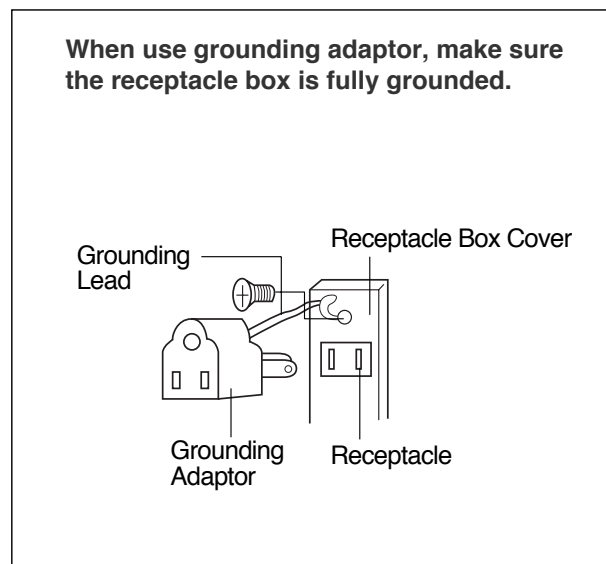 When use grounding adaptor, make sure
the receptacle box is fully grounded.
Receptacle Box Cover
Grounding
Lead
Grounding
Adaptor
Receptacle